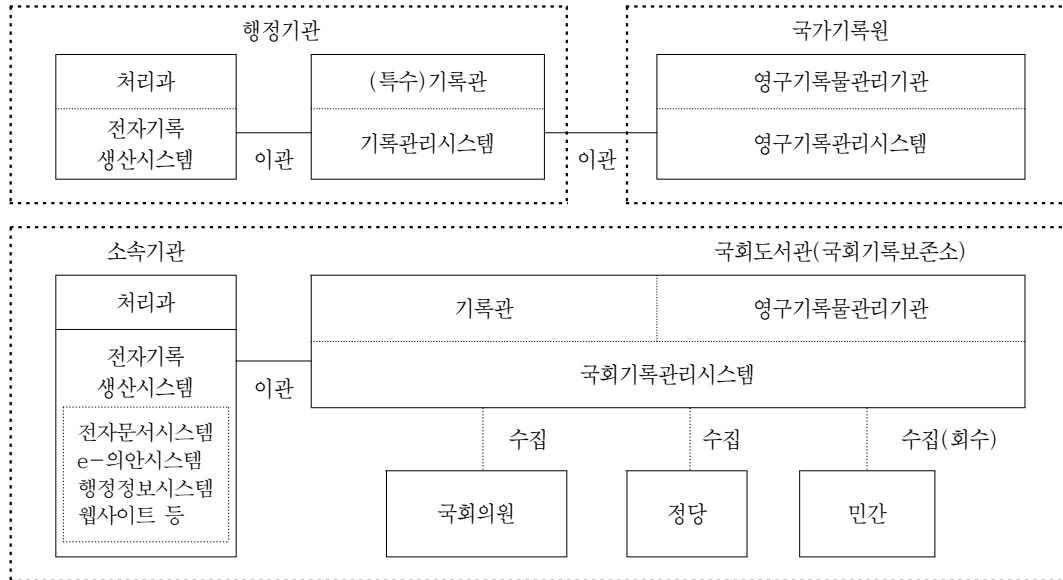 행정기관
국가기록원
처리과
(특수)기록관
영구기록물관리기관
전자기록
생산시스템
이관
기록관리시스템
이관
영구기록관리시스템
소속기관
국회도서관(국회기록보존소)
처리과
기록관
영구기록물관리기관
전자기록
생산시스템
이관
국회기록관리시스템
전자문서시스템
e-의안시스템
행정정보시스템
웹사이트 등
수집
수집
수집(회수)
국회의원
정당
민간